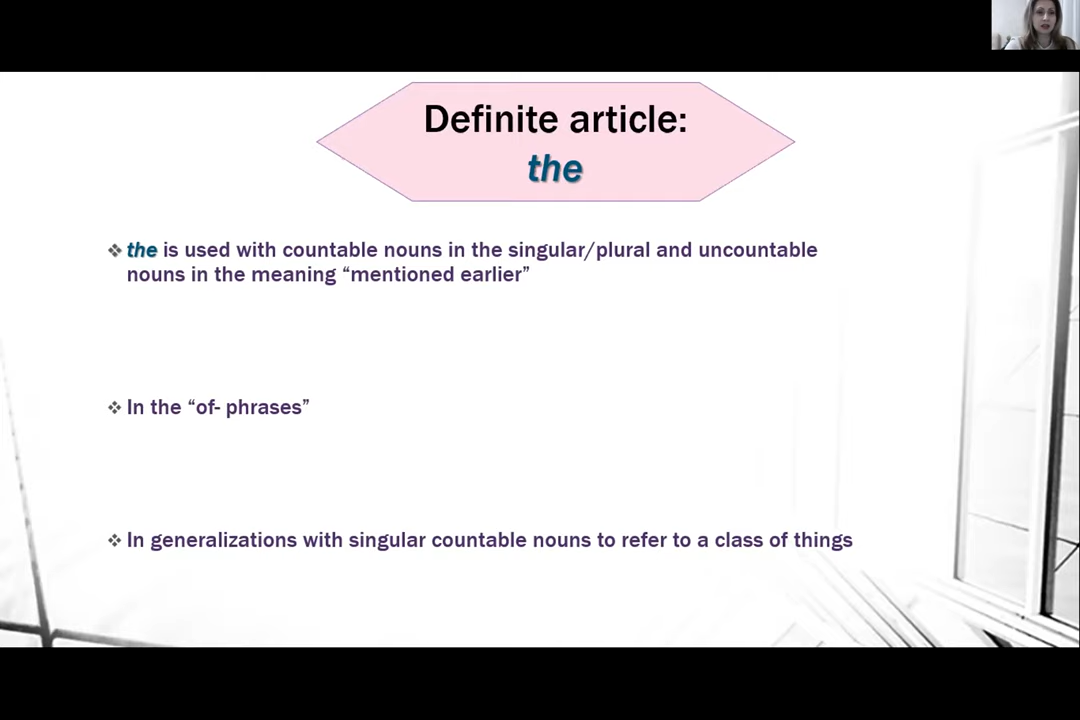 Definite article:
the
the is used with countable nouns in the singular/plural and uncountable
nouns in the meaning “mentioned earlier”
In the “of- phrases”
In generalizations with singular countable nouns to refer to a class of things